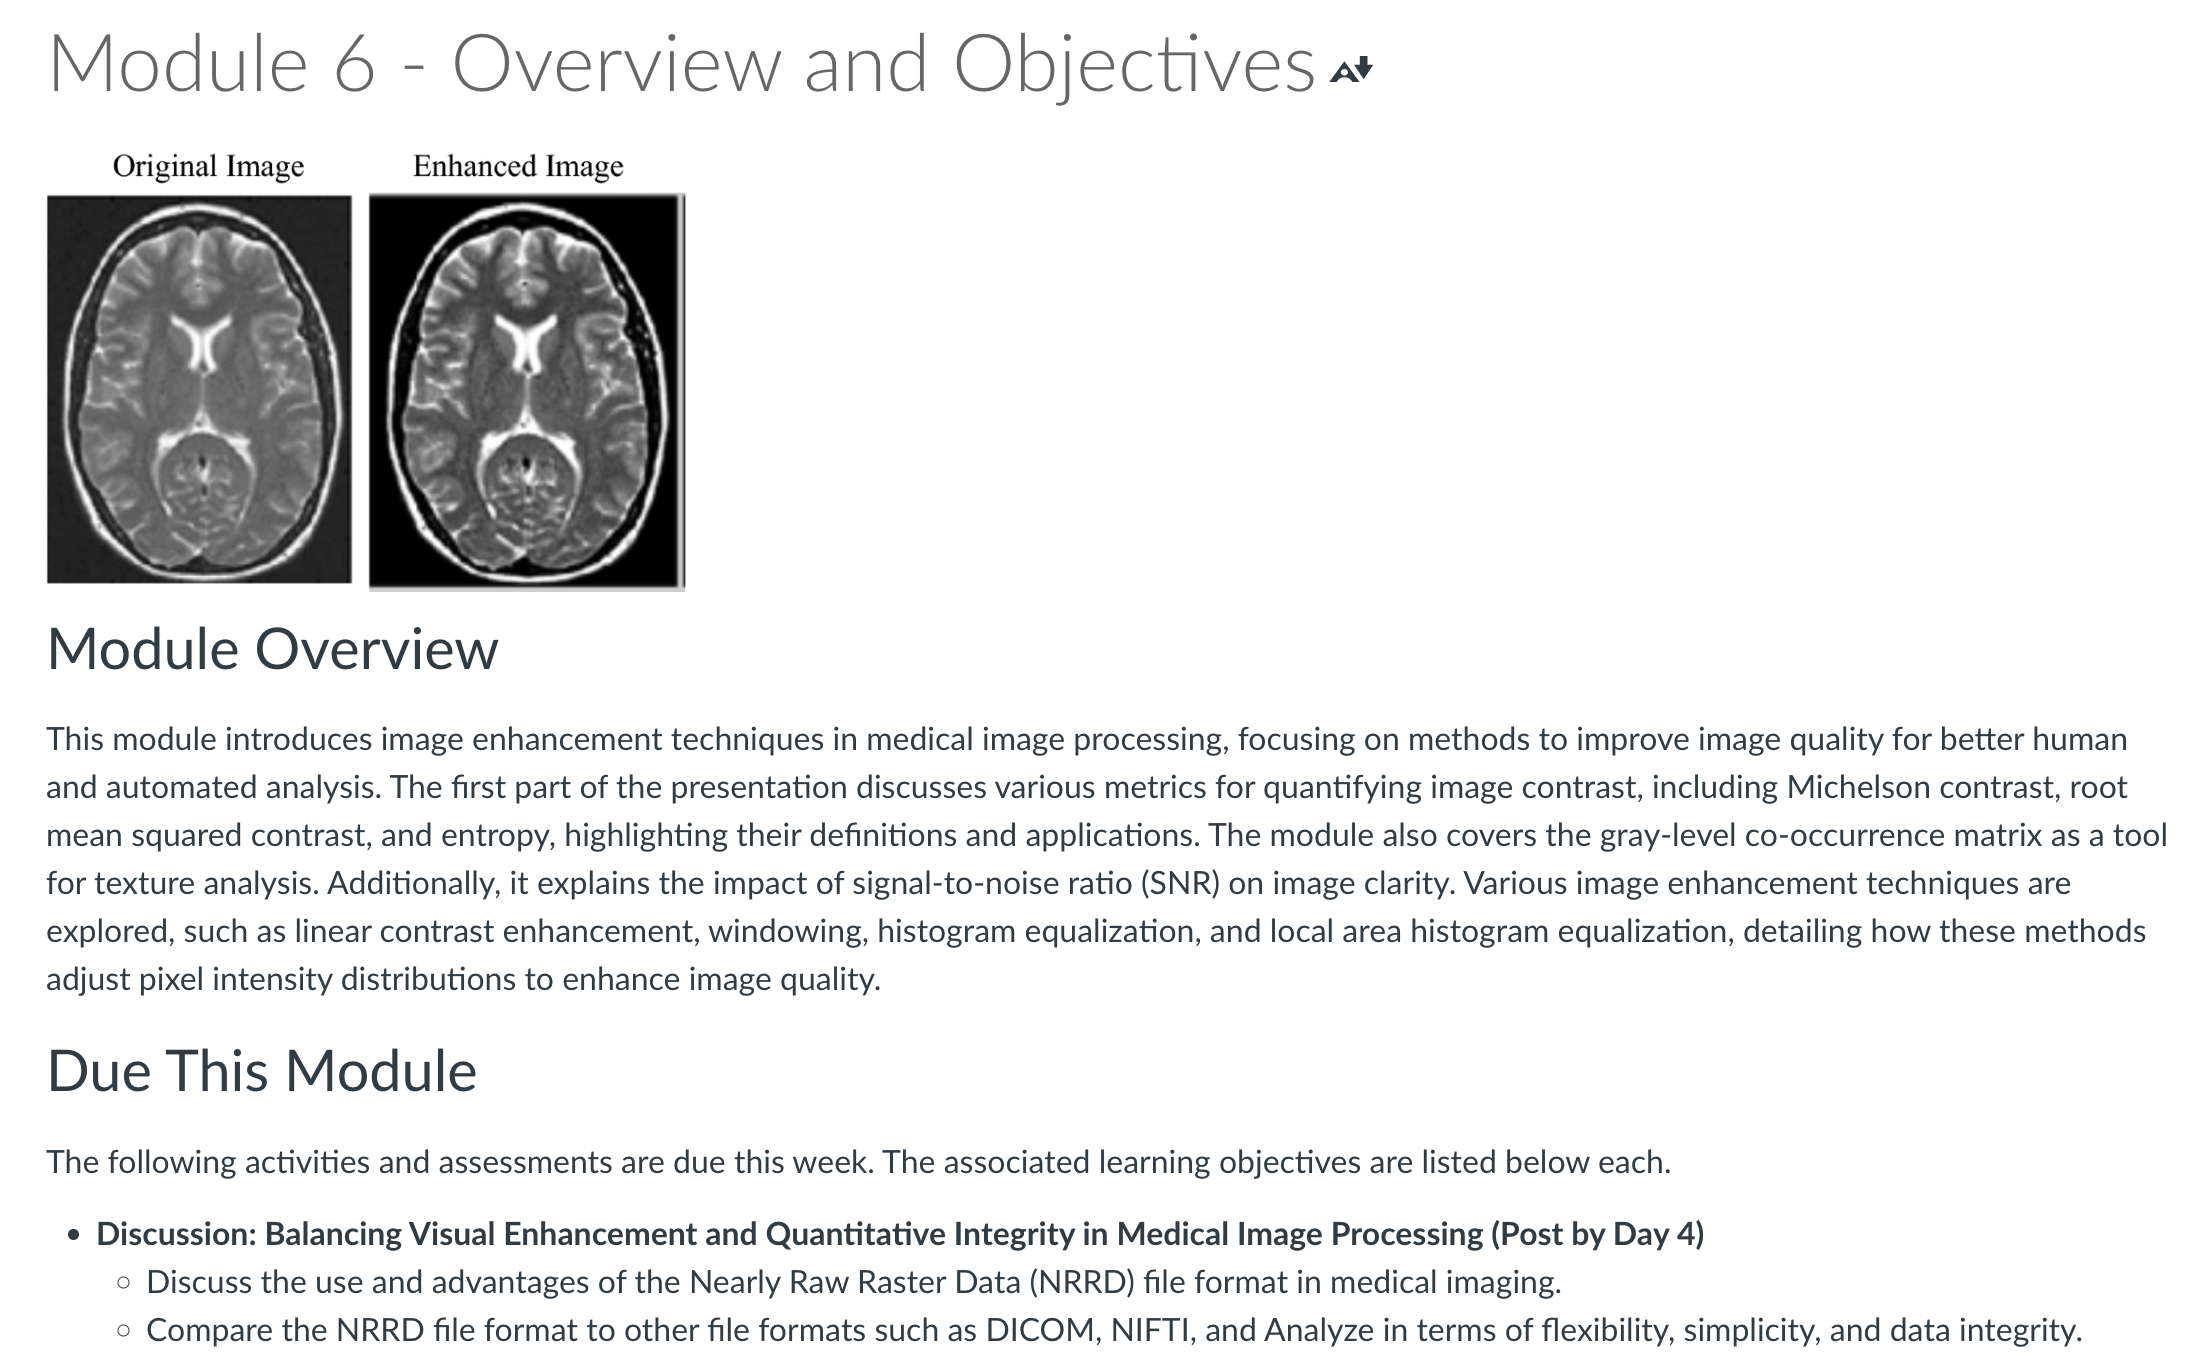 Module 6 - Overview and Objectives
Original Image Enhanced Image
Module Overview
This module introduces image enhancement techniques in medical image processing, focusing on methods to improve image quality for better human
and automated analysis. The first part of the presentation discusses various metrics for quantifying image contrast, including Michelson contrast, root
mean squared contrast, and entropy, highlighting their definitions and applications. The module also covers the gray-level co-occurrence matrix as a tool
for texture analysis. Additionally, it explains the impact of signal-to-noise ratio (SNR) on image clarity. Various image enhancement techniques are
explored, such as linear contrast enhancement, windowing, histogram equalization, and local area histogram equalization, detailing how these methods
adjust pixel intensity distributions to enhance image quality.
Due This Module
The following activities and assessments are due this week. The associated learning objectives are listed below each.
• Discussion: Balancing Visual Enhancement and Quantitative Integrity in Medical Image Processing (Post by Day 4)
◦ Discuss the use and advantages of the Nearly Raw Raster Data (NRRD) file format in medical imaging.
◦ Compare the NRRD file format to other file formats such as DICOM, NIFTI, and Analyze in terms of flexibility, simplicity, and data integrity.